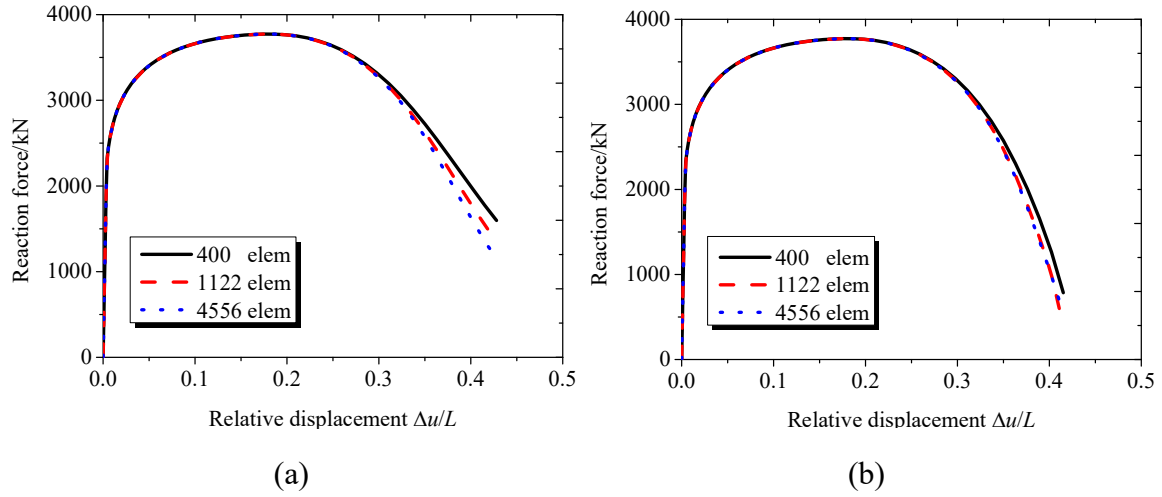 4000
3000
2000
1000
0
Reaction force/kN
400 elem
1122 elem
4556 elem
0.0 0.1 0.2 0.3 0.4 0.5
Relative displacement Δu/L
(a)
4000
3000
2000
1000
0
Reaction force/kN
400 elem
1122 elem
4556 elem
0.0 0.1 0.2 0.3 0.4 0.5
Relative displacement Δu/L
(b)